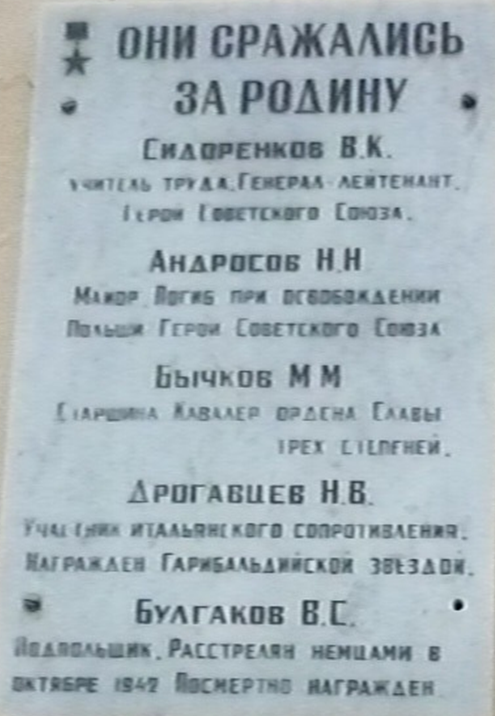 ОНИ СРАЖАЛИСЬ
ЗА РОДИНУ
СИДОРЕНКОВ В.К.
УЧИТЕЛЬ ТРУДА. ГЕНЕРАЛ-ЛЕЙТЕНАНТ.
ГЕРОЙ СОВЕТСКОГО СОЮЗА.
АНДРОСОВ Н.Н
МАЙОР. ПОГИБ ПРИ ОСВОБОЖДЕНИИ
ПОЛЬШИ ГЕРОЙ СОВЕТСКОГО СОЮЗА
БЫЧКОВ М М
СТАРШИНА КАВАЛЕР ОРДЕНА СЛАВЫ
ТРЕХ СТЕПЕНЕЙ.
ДРОГАВЦЕВ Н.В.
УЧАСТНИК ИТАЛЬЯНСКОГО СОПРОТИВЛЕНИЯ.
НАГРАЖДЕН ГАРИБАЛЬДИЙСКОЙ ЗВЕЗДОЙ.
БУЛГАКОВ В.С.
ПОДПОЛЬЩИК. РАССТРЕЛЯН НЕМЦАМИ В
ОКТЯБРЕ 1942 ПОСМЕРТНО НАГРАЖДЕН